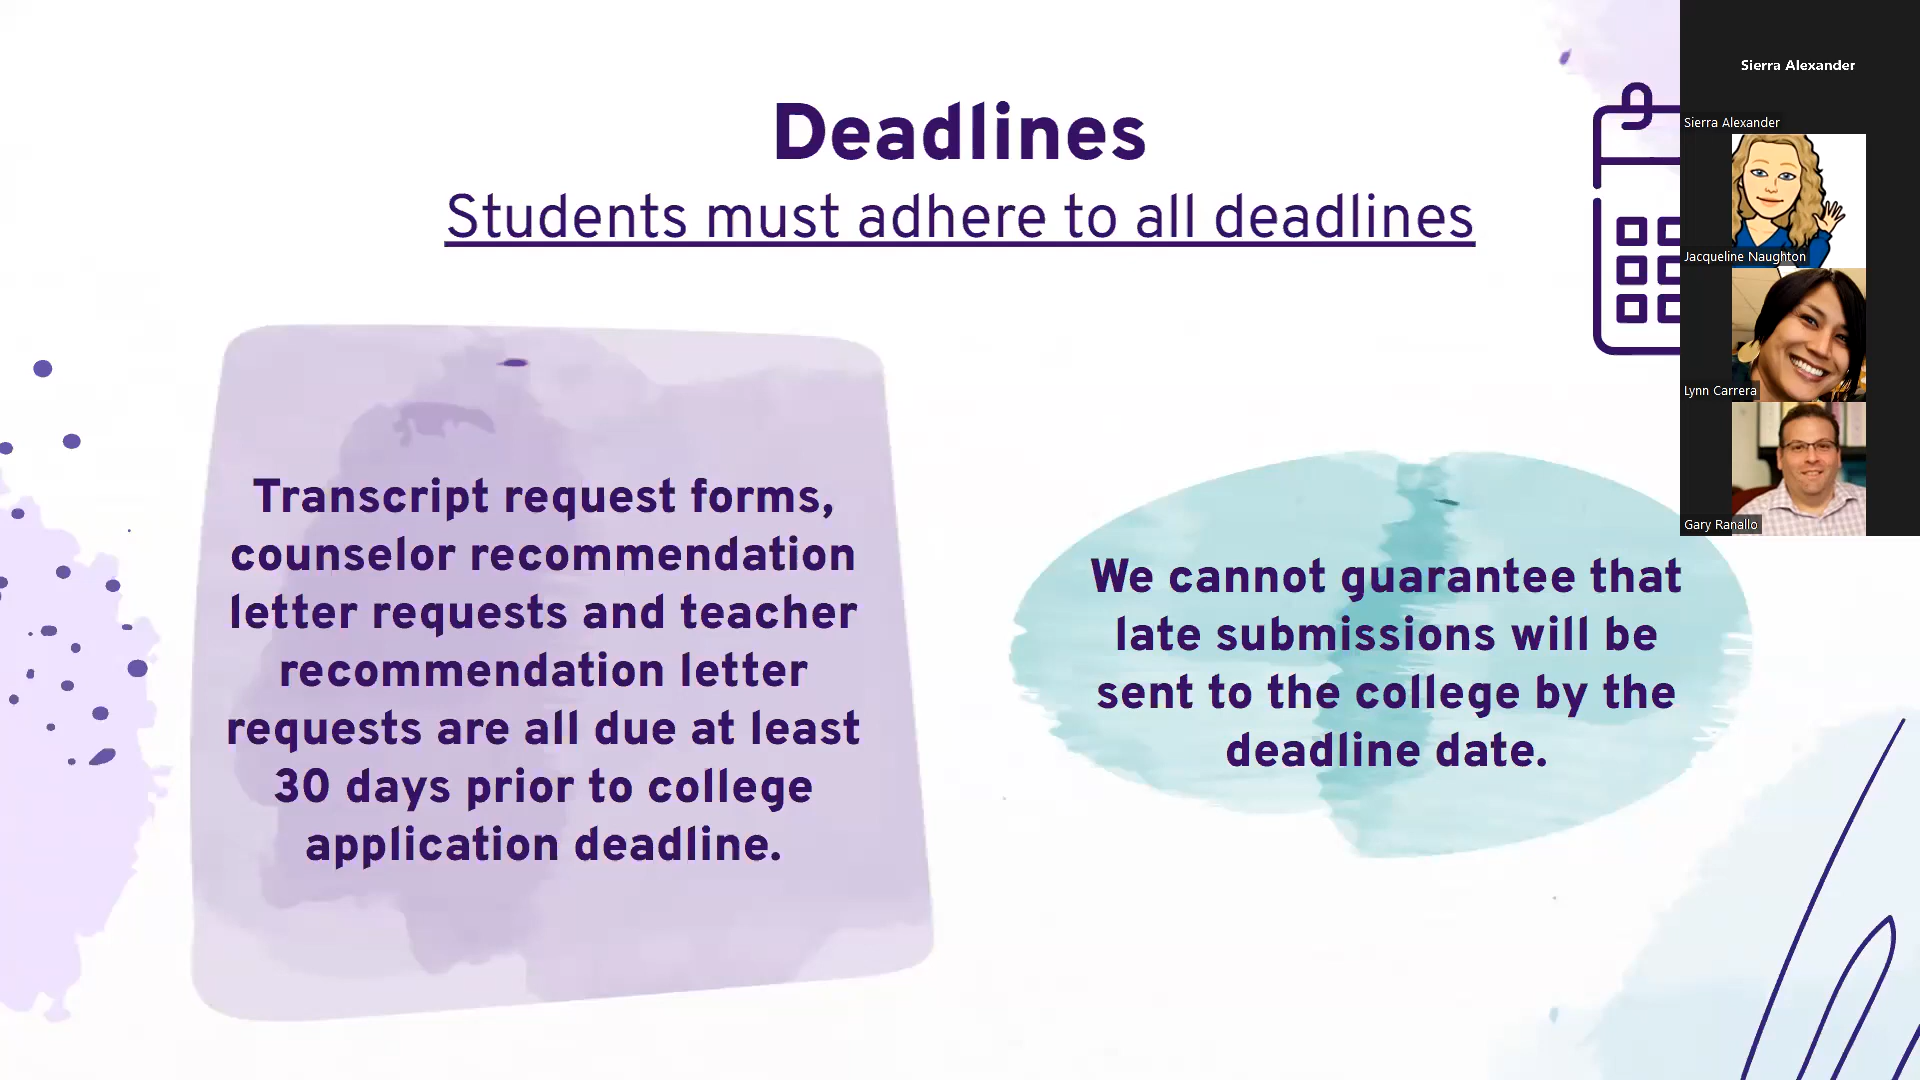 Deadlines
Students must adhere to all deadlines
Transcript request forms,
counselor recommendation
letter requests and teacher
recommendation letter
requests are all due at least
30 days prior to college
application deadline.
We cannot guarantee that
late submissions will be
sent to the college by the
deadline date.
Sierra Alexander
Sierra Alexander
Jacqueline Naughton
Lynn Carrera
Gary Ranallo